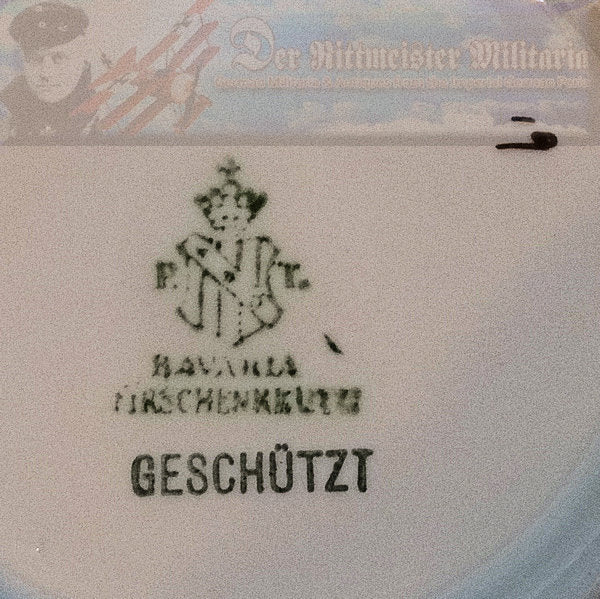 Der Rittmeister Militaria
P. T.
BAVARIA
TIRSCHENREUTH
GESCHÜTZT